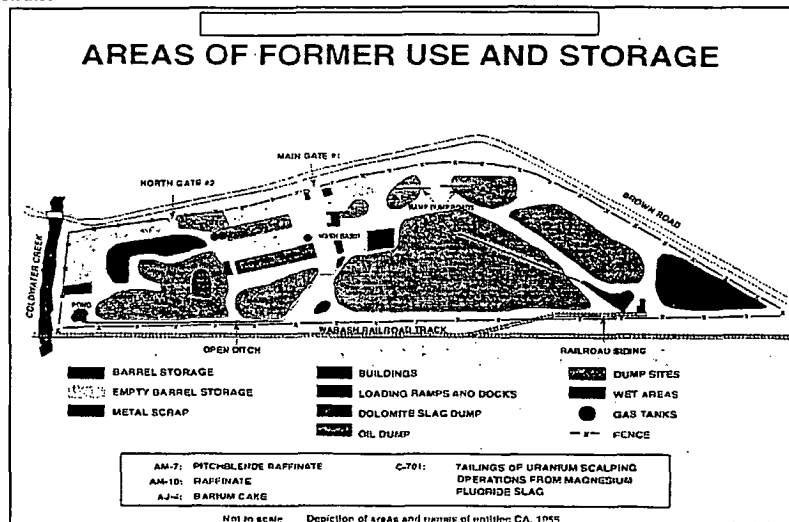 AREAS OF FORMER USE AND STORAGE
MAIN GATE #1
NORTH GATE #2
BROWN ROAD
COLDWATER CREEK
POND
WABASH RAILROAD TRACK
OPEN DITCH
RAILROAD SIDING
BARREL STORAGE
EMPTY BARREL STORAGE
METAL SCRAP
BUILDINGS
LOADING RAMPS AND DOCKS
DOLOMITE SLAG DUMP
OIL DUMP
DUMP SITES
WET AREAS
GAS TANKS
FENCE
AM-7: PITCHBLENDE RAFFINATE
AM-10: RAFFINATE
AJ-4: BARIUM CAKE
C-701: TAILINGS OF URANIUM SCALPING
OPERATIONS FROM MAGNESIUM
FLUORIDE SLAG
Not to scale Depiction of areas and names of entities CA. 1955